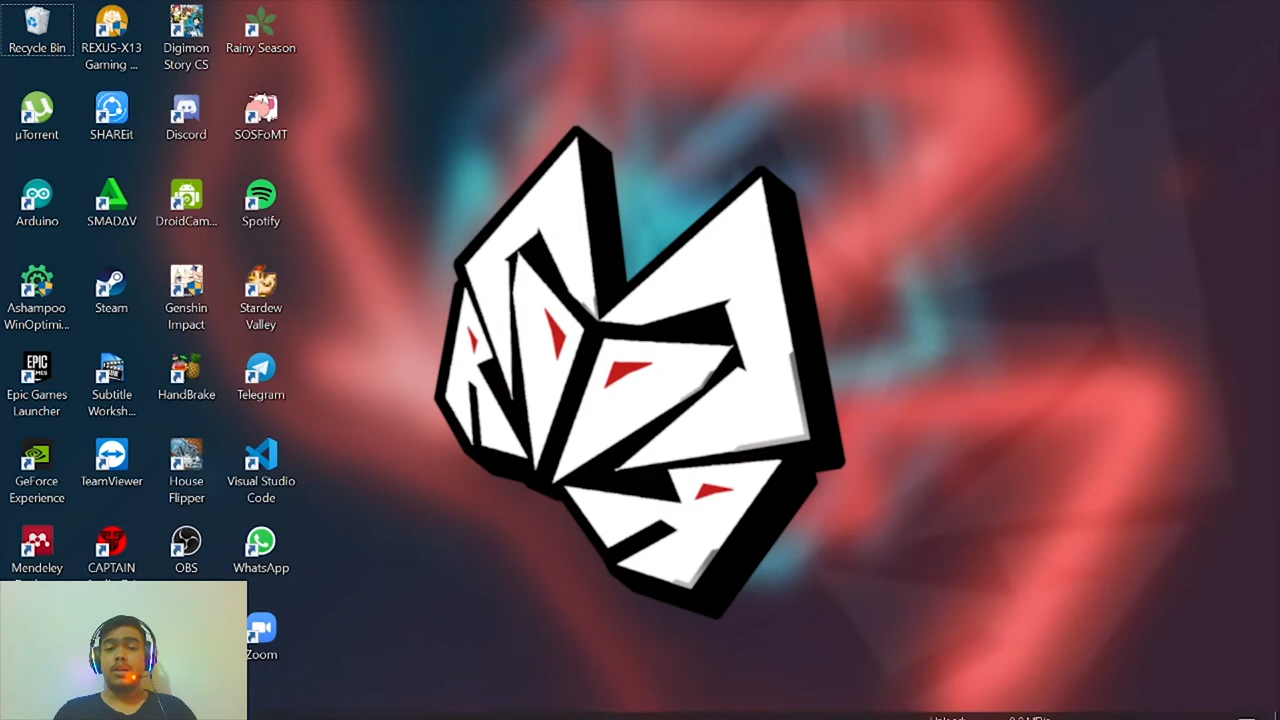 Recycle Bin
REXUS-X13
Gaming ...
Digimon
Story CS
Rainy Season
µTorrent
SHAREit
Discord
SOSFoMT
Arduino
SMADΔV
DroidCam...
Spotify
Ashampoo
WinOptimi...
Steam
Genshin
Impact
Stardew
Valley
EPIC
GAMES
Epic Games
Launcher
Subtitle
Worksh...
HandBrake
Telegram
GeForce
Experience
TeamViewer
House
Flipper
Visual Studio
Code
Mendeley
CAPTAIN
OBS
WhatsApp
Zoom